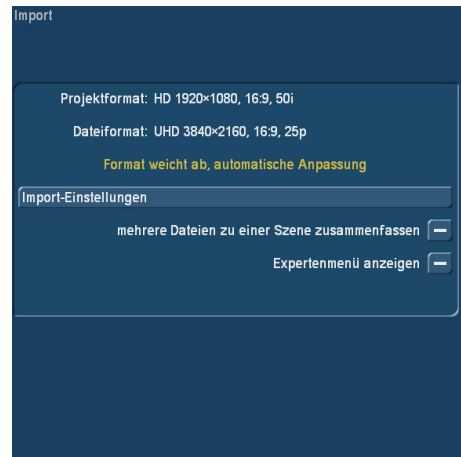 Import
Projektformat: HD 1920×1080, 16:9, 50i
Dateiformat: UHD 3840×2160, 16:9, 25p
Format weicht ab, automatische Anpassung
Import-Einstellungen
mehrere Dateien zu einer Szene zusammenfassen
Expertenmenü anzeigen